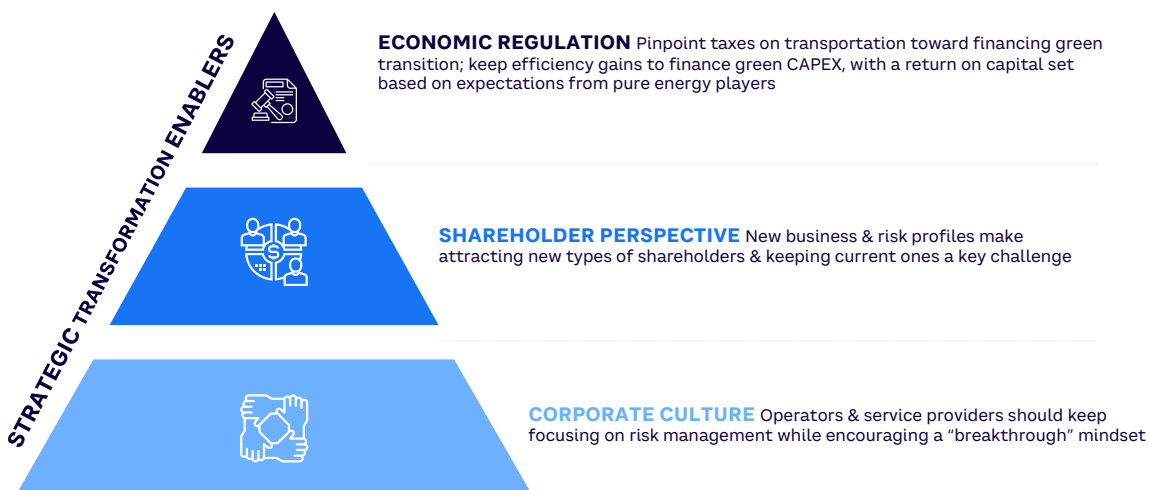 STRATEGIC TRANSFORMATION ENABLERS
ECONOMIC REGULATION Pinpoint taxes on transportation toward financing green
transition; keep efficiency gains to finance green CAPEX, with a return on capital set
based on expectations from pure energy players
SHAREHOLDER PERSPECTIVE New business & risk profiles make
attracting new types of shareholders & keeping current ones a key challenge
CORPORATE CULTURE Operators & service providers should keep
focusing on risk management while encouraging a “breakthrough” mindset